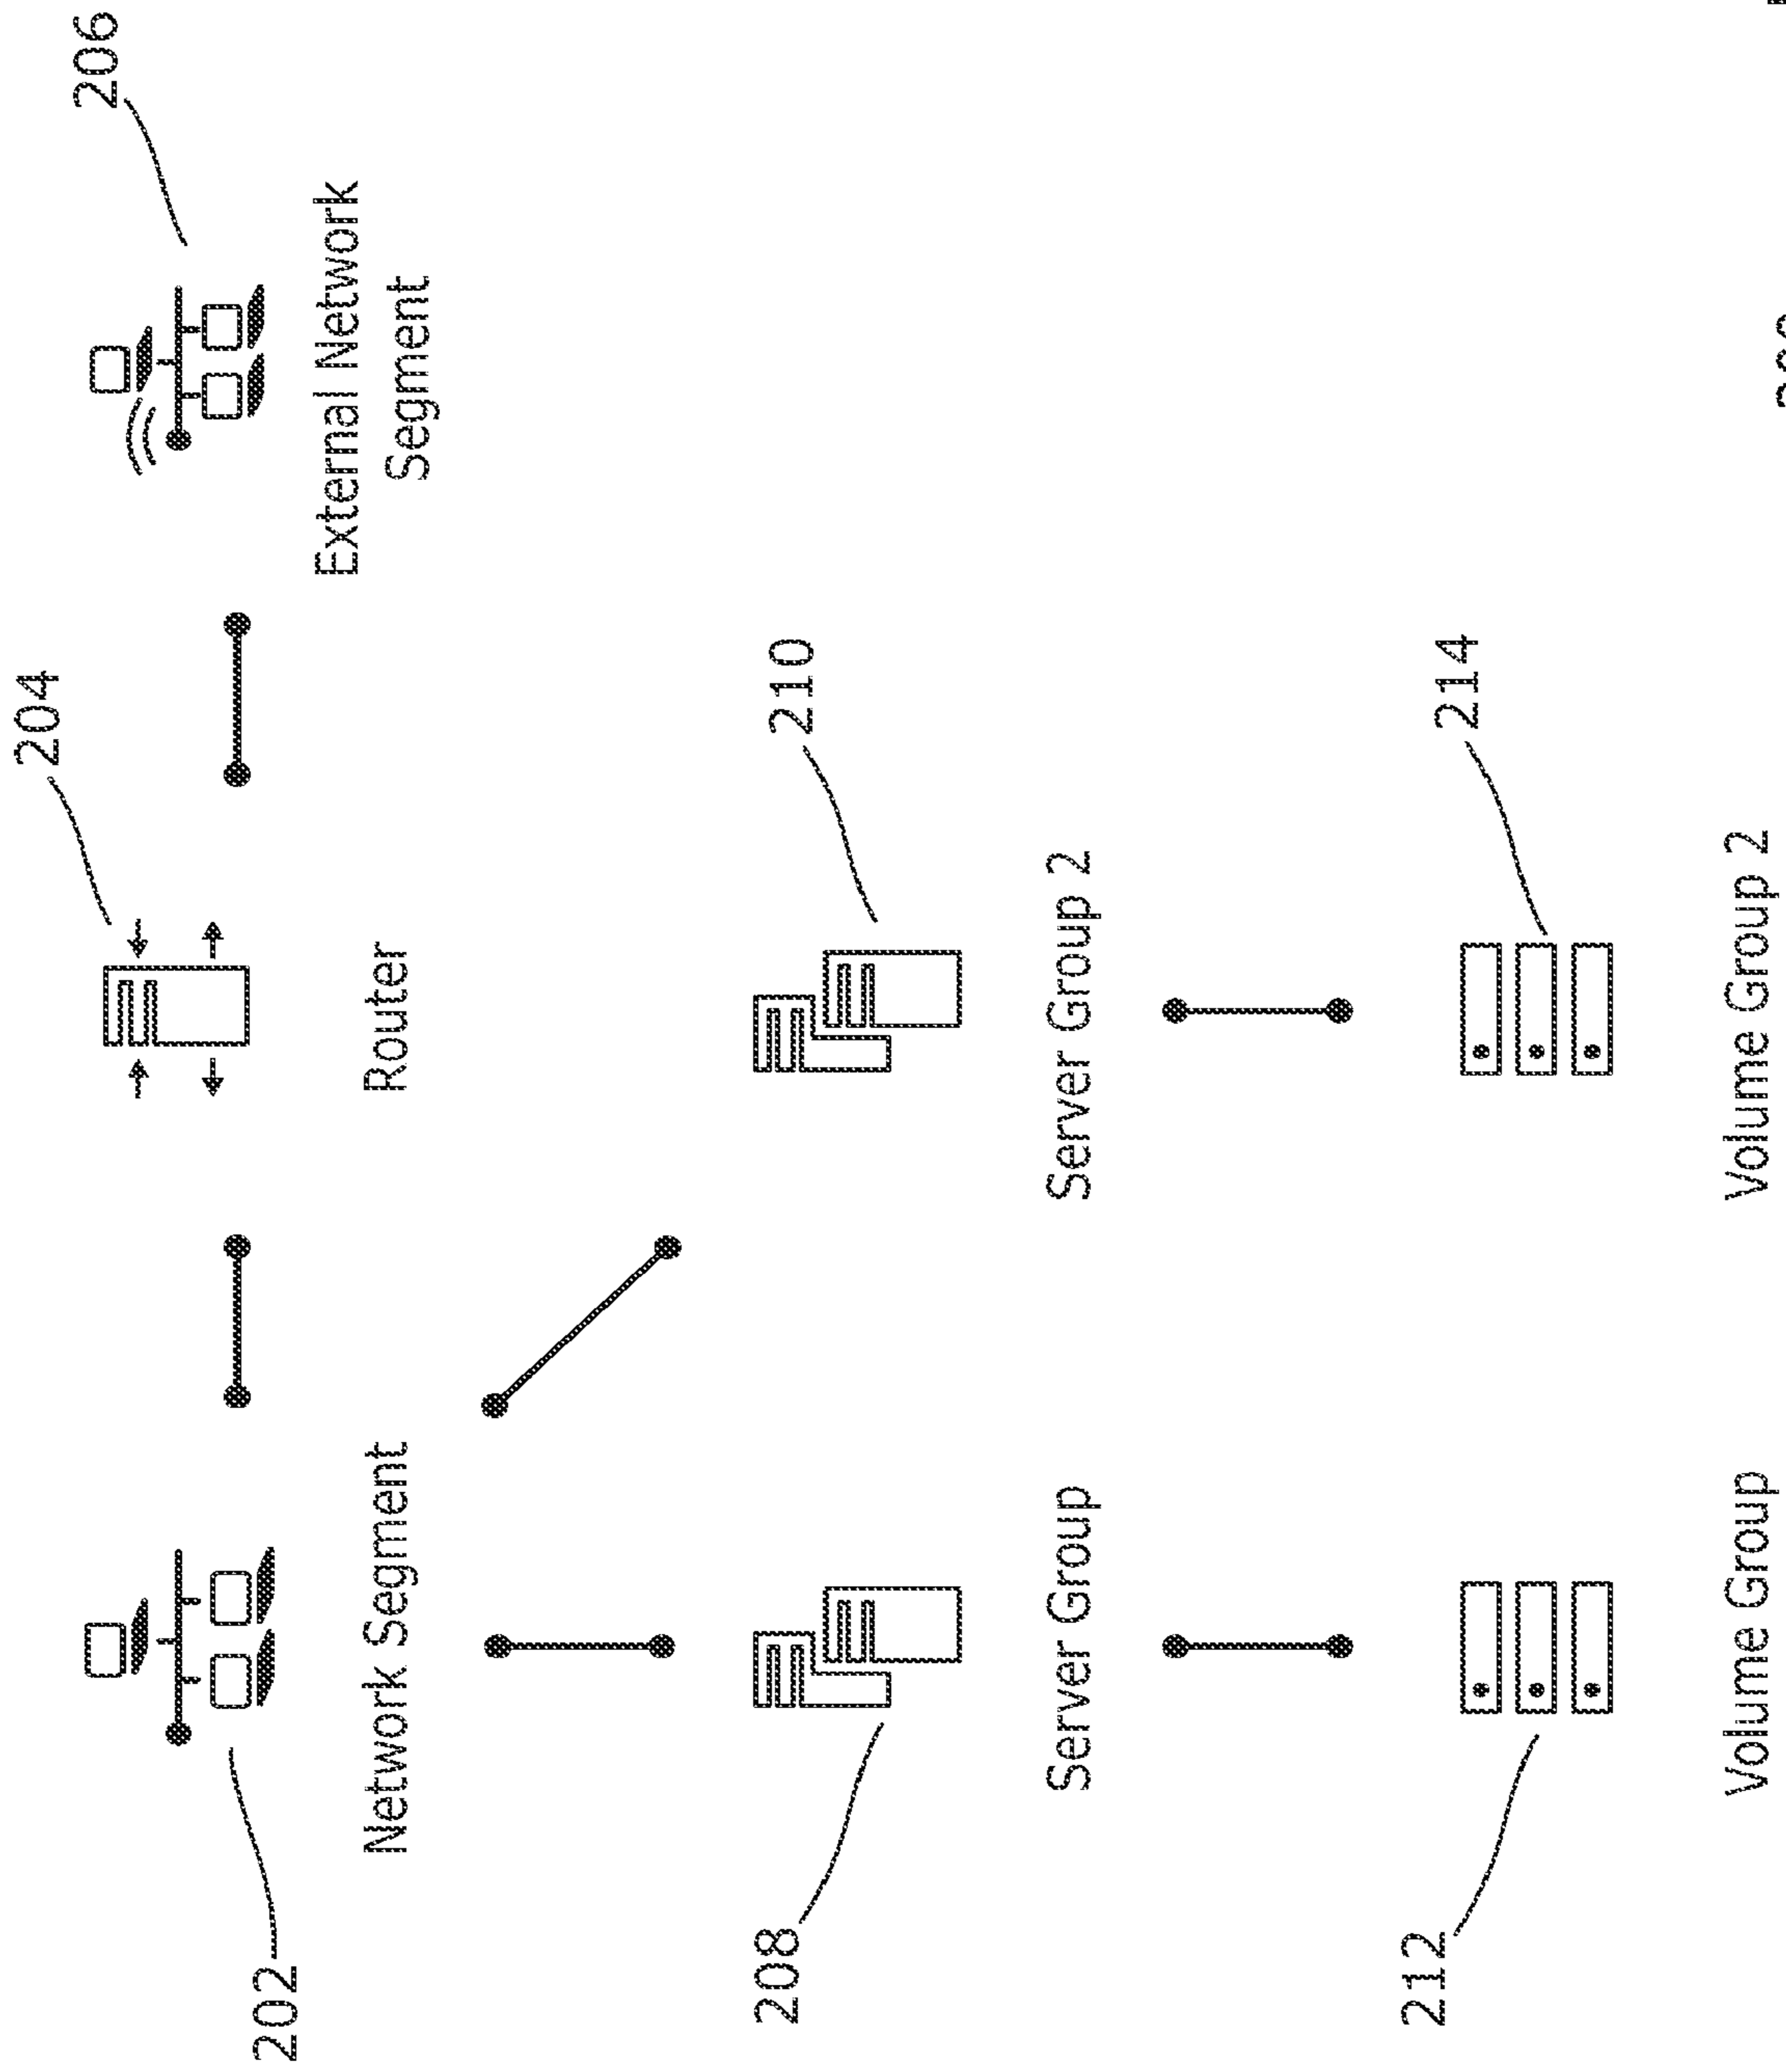 204
206
202
Network Segment
Router
External Network
Segment
210
208
Server Group
Server Group 2
214
212
Volume Group
Volume Group 2